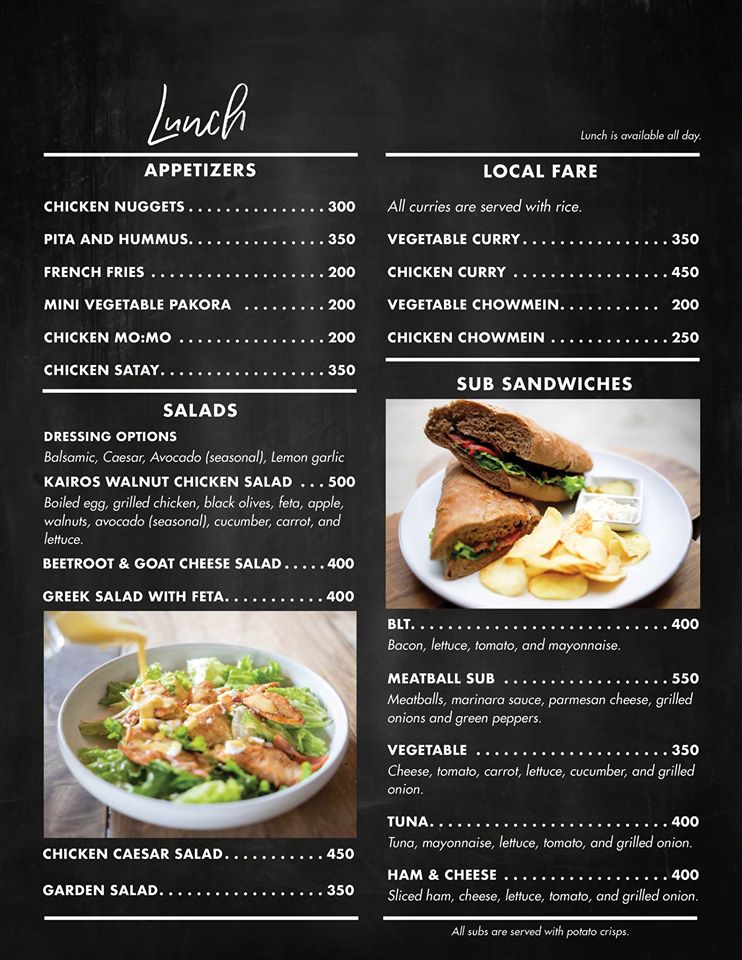 Lunch
Lunch is available all day.
APPETIZERS
CHICKEN NUGGETS . . . . . . . . . . . . . . . 300
PITA AND HUMMUS. . . . . . . . . . . . . . . 350
FRENCH FRIES . . . . . . . . . . . . . . . . . . . 200
MINI VEGETABLE PAKORA . . . . . . . . . 200
CHICKEN MO:MO . . . . . . . . . . . . . . . . 200
CHICKEN SATAY. . . . . . . . . . . . . . . . . . 350
SALADS
DRESSING OPTIONS
Balsamic, Caesar, Avocado (seasonal), Lemon garlic
KAIROS WALNUT CHICKEN SALAD . . . 500
Boiled egg, grilled chicken, black olives, feta, apple,
walnuts, avocado (seasonal), cucumber, carrot, and
lettuce.
BEETROOT & GOAT CHEESE SALAD . . . . . 400
GREEK SALAD WITH FETA. . . . . . . . . . . 400
CHICKEN CAESAR SALAD. . . . . . . . . . . 450
GARDEN SALAD. . . . . . . . . . . . . . . . . . 350
LOCAL FARE
All curries are served with rice.
VEGETABLE CURRY. . . . . . . . . . . . . . . . 350
CHICKEN CURRY . . . . . . . . . . . . . . . . . 450
VEGETABLE CHOWMEIN. . . . . . . . . . . 200
CHICKEN CHOWMEIN . . . . . . . . . . . . . 250
SUB SANDWICHES
BLT. . . . . . . . . . . . . . . . . . . . . . . . . . . . 400
Bacon, lettuce, tomato, and mayonnaise.
MEATBALL SUB . . . . . . . . . . . . . . . . . . 550
Meatballs, marinara sauce, parmesan cheese, grilled
onions and green peppers.
VEGETABLE . . . . . . . . . . . . . . . . . . . . . 350
Cheese, tomato, carrot, lettuce, cucumber, and grilled
onion.
TUNA. . . . . . . . . . . . . . . . . . . . . . . . . . 400
Tuna, mayonnaise, lettuce, tomato, and grilled onion.
HAM & CHEESE . . . . . . . . . . . . . . . . . . 400
Sliced ham, cheese, lettuce, tomato, and grilled onion.
All subs are served with potato crisps.